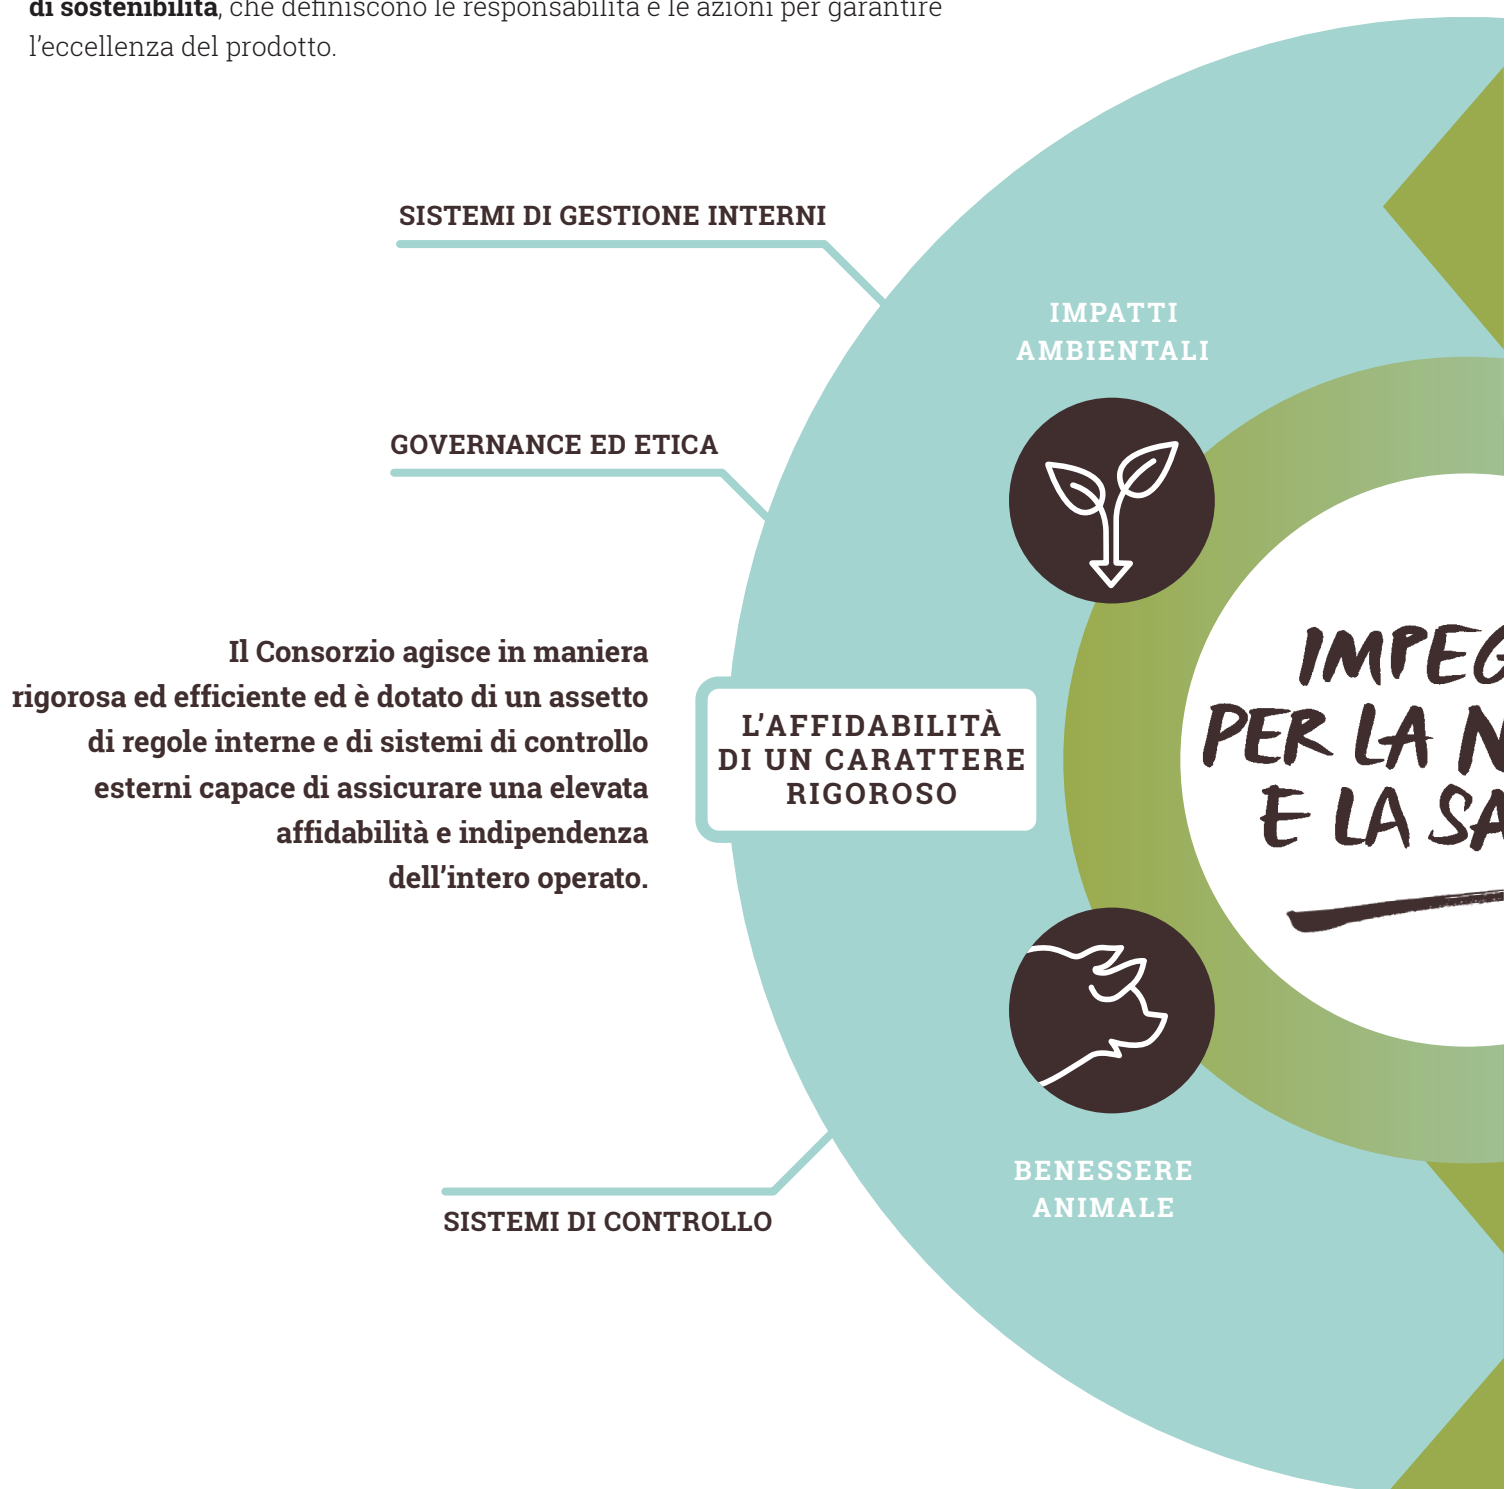 di sostenibilità, che definiscono le responsabilità e le azioni per garantire
l’eccellenza del prodotto.
SISTEMI DI GESTIONE INTERNI
IMPATTI
AMBIENTALI
GOVERNANCE ED ETICA
Il Consorzio agisce in maniera
rigorosa ed efficiente ed è dotato di un assetto
di regole interne e di sistemi di controllo
esterni capace di assicurare una elevata
affidabilità e indipendenza
dell’intero operato.
L’AFFIDABILITÀ
DI UN CARATTERE
RIGOROSO
PER LA
E LA
BENESSERE
ANIMALE
SISTEMI DI CONTROLLO